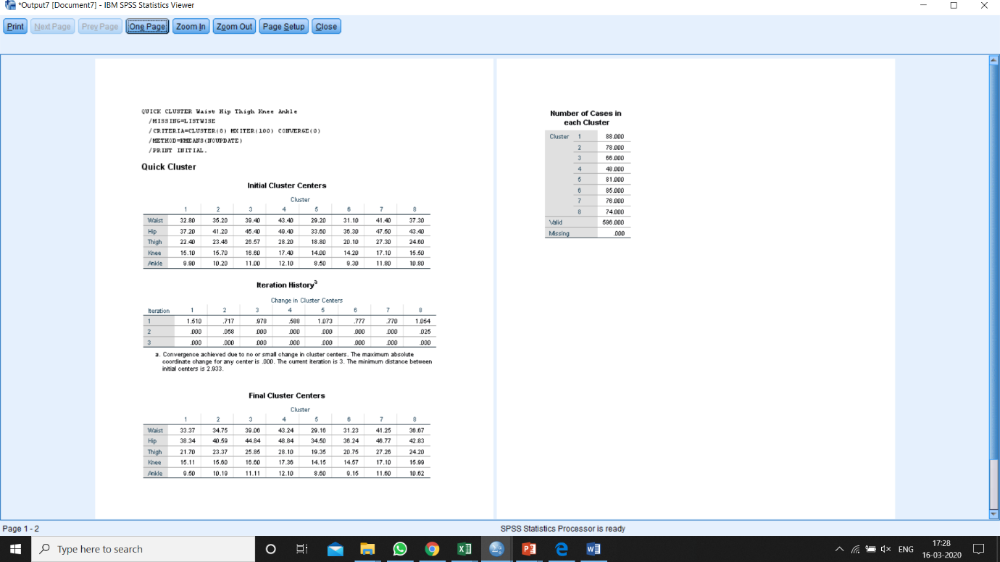 *Output7 [Document7] - IBM SPSS Statistics Viewer
Print Next Page Prev Page One Page Zoom In Zoom Out Page Setup Close
QUICK CLUSTER Waist Hip Thigh Knee Ankle
/MISSING=LISTWISE
/CRITERIA=CLUSTER(8) MXITER(100) CONVERGE(0)
/METHOD=KMEANS(NOUPDATE)
/PRINT INITIAL.
Quick Cluster
Initial Cluster Centers
Cluster
1 2 3 4 5 6 7 8
Waist 32.80 35.20 39.40 43.40 29.20 31.10 41.40 37.30
Hip 37.20 41.20 45.40 49.40 33.60 36.30 47.50 43.40
Thigh 22.40 23.46 26.57 28.20 18.80 20.10 27.30 24.60
Knee 15.10 15.70 16.60 17.40 14.00 14.20 17.10 15.50
Ankle 9.90 10.20 11.00 12.10 8.50 9.30 11.80 10.80
Iteration History a
Change in Cluster Centers
Iteration 1 2 3 4 5 6 7 8
1 1.510 .717 .978 .588 1.073 .777 .770 1.054
2 .000 .058 .000 .000 .000 .000 .000 .025
3 .000 .000 .000 .000 .000 .000 .000 .000
a. Convergence achieved due to no or small change in cluster centers. The maximum absolute
coordinate change for any center is .000. The current iteration is 3. The minimum distance between
initial centers is 2.933.
Final Cluster Centers
Cluster
1 2 3 4 5 6 7 8
Waist 33.37 34.75 39.06 43.24 29.16 31.23 41.25 36.67
Hip 38.34 40.59 44.84 48.84 34.50 36.24 46.77 42.83
Thigh 21.70 23.37 25.85 28.10 19.35 20.75 27.26 24.20
Knee 15.11 15.60 16.60 17.36 14.15 14.57 17.10 15.99
Ankle 9.50 10.19 11.11 12.10 8.60 9.15 11.60 10.62
Number of Cases in
each Cluster
Cluster 1 88.000
2 78.000
3 66.000
4 48.000
5 81.000
6 85.000
7 76.000
8 74.000
Valid 596.000
Missing .000
Page 1 - 2 SPSS Statistics Processor is ready
Type here to search
ENG
17:28
16-03-2020